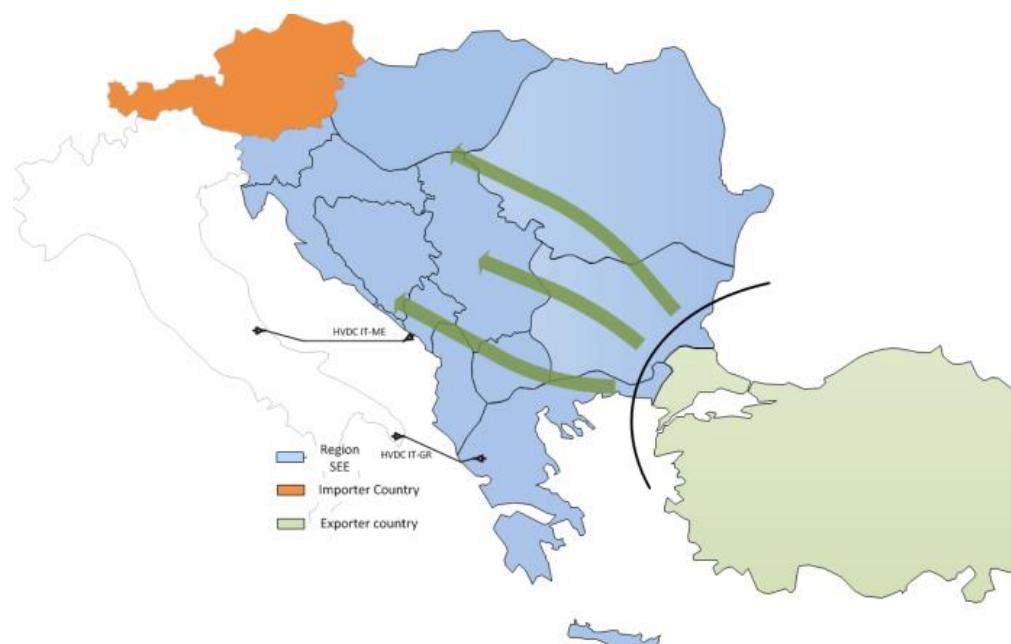 HVDC IT-ME
HVDC IT-GR
Region
SEE
Importer Country
Exporter country